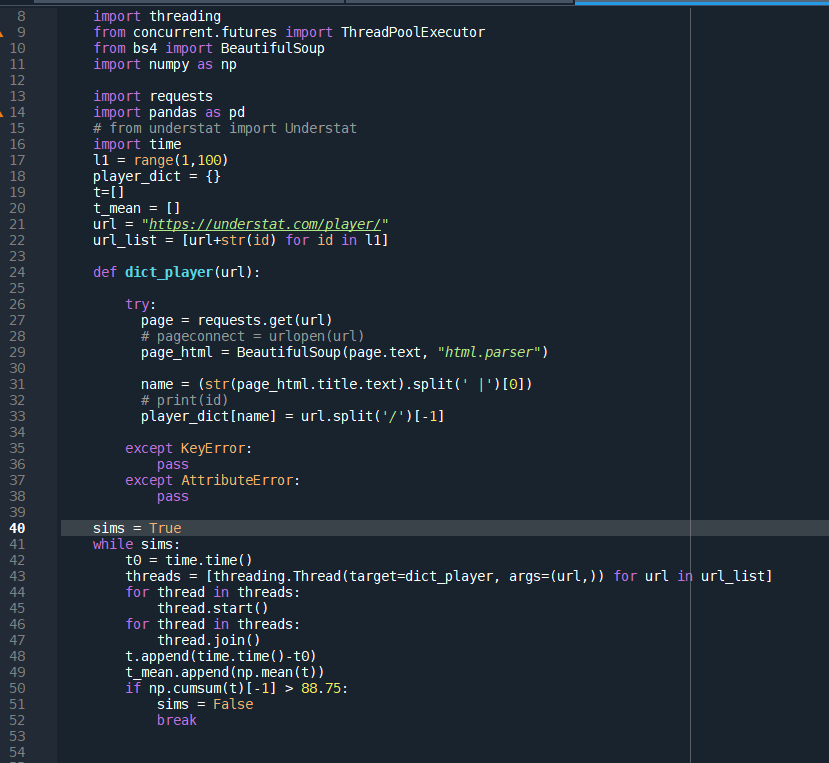 8 import threading
9 from concurrent.futures import ThreadPoolExecutor
10 from bs4 import BeautifulSoup
11 import numpy as np
12
13 import requests
14 import pandas as pd
15 # from understat import Understat
16 import time
17 l1 = range(1,100)
18 player_dict = {}
19 t=[]
20 t_mean = []
21 url = "https://understat.com/player/"
22 url_list = [url+str(id) for id in l1]
23
24 def dict_player(url):
25
26     try:
27       page = requests.get(url)
28       # pageconnect = urlopen(url)
29       page_html = BeautifulSoup(page.text, "html.parser")
30
31       name = (str(page_html.title.text).split(' |')[0])
32       # print(id)
33       player_dict[name] = url.split('/')[-1]
34
35     except KeyError:
36         pass
37     except AttributeError:
38         pass
39
40 sims = True
41 while sims:
42     t0 = time.time()
43     threads = [threading.Thread(target=dict_player, args=(url,)) for url in url_list]
44     for thread in threads:
45         thread.start()
46     for thread in threads:
47         thread.join()
48     t.append(time.time()-t0)
49     t_mean.append(np.mean(t))
50     if np.cumsum(t)[-1] > 88.75:
51         sims = False
52         break
53
54